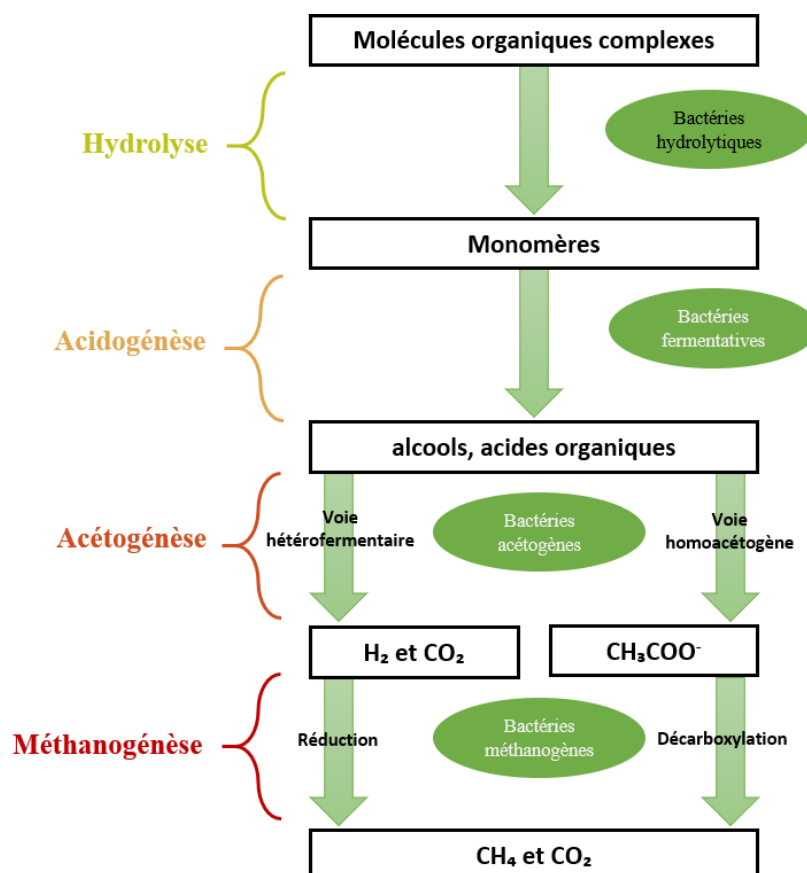 Molécules organiques complexes
Hydrolyse
Bactéries
hydrolytiques
Monomères
Acidogénèse
Bactéries
fermentatives
alcools, acides organiques
Acétogénèse
Voie
hétérofermentaire
Bactéries
acétogènes
Voie
homoacétogène
H₂ et CO₂
CH₃COO⁻
Méthanogénèse
Réduction
Bactéries
méthanogènes
Décarboxylation
CH₄ et CO₂